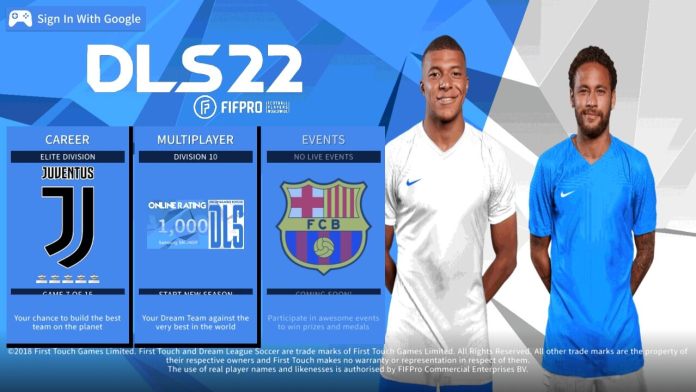 Sign In With Google
DLS22
FIFPRO
CAREER
ELITE DIVISION
JUVENTUS
GAME 7 OF 15
Your chance to build the best
team on the planet
MULTIPLAYER
DIVISION 10
ONLINE RATING
1,000
DLS
START NEW SEASON
Your Dream Team against the
very best in the world
EVENTS
NO LIVE EVENTS
FCB
COMING SOON!
Participate in awesome events
to win prizes and medals
©2018 First Touch Games Limited. First Touch and Dream League Soccer are trade marks of First Touch Games Limited. All Rights Reserved. All other trade marks are the property of
their respective owners and First Touch makes no warranty or representation in respect of them.
The use of real player names and likenesses is authorised by FIFPro Commercial Enterprises BV.